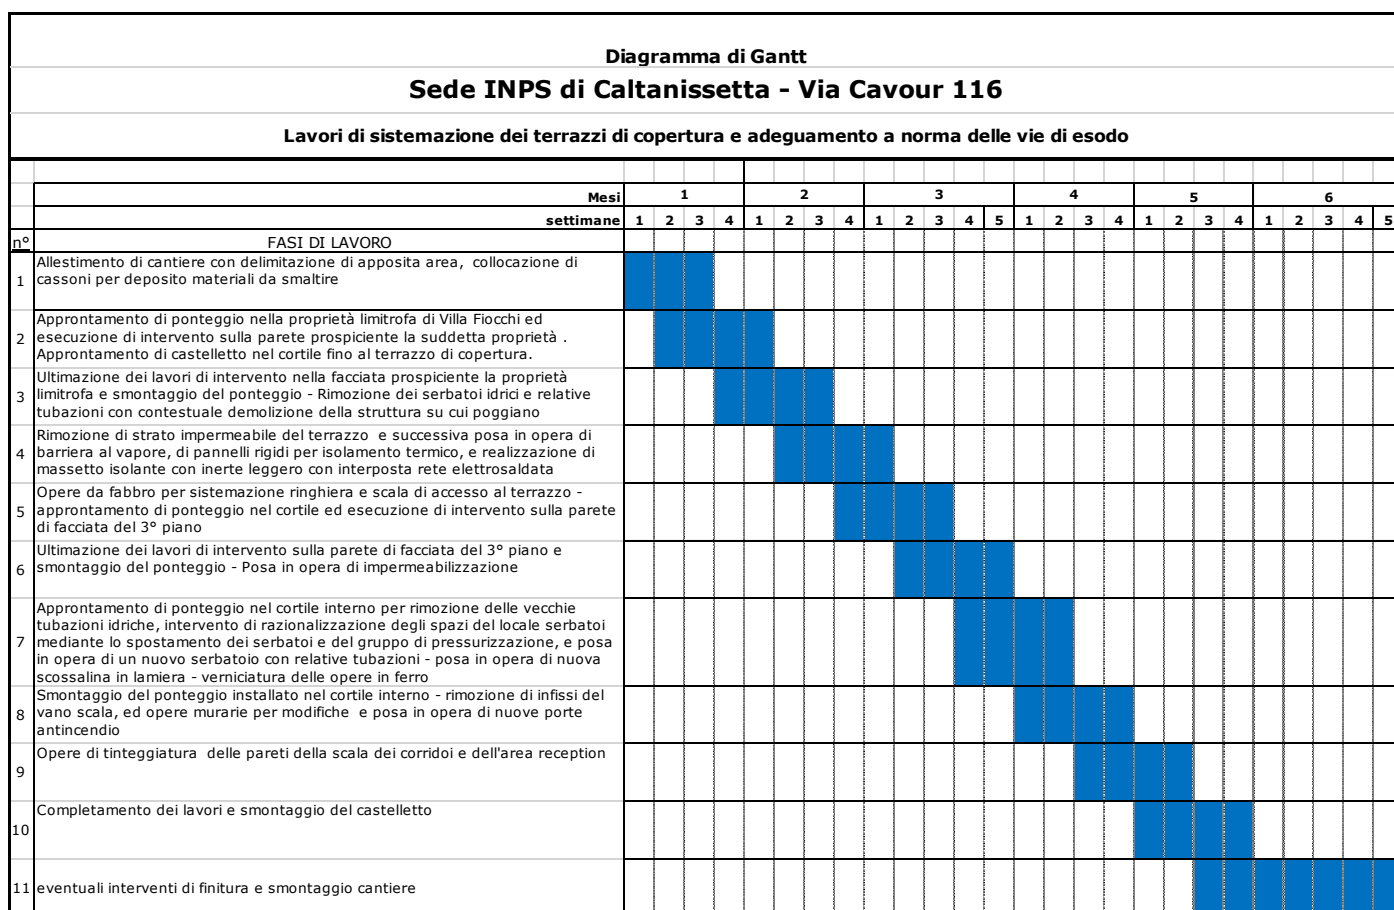 Diagramma di Gantt
Sede INPS di Caltanissetta - Via Cavour 116
Lavori di sistemazione dei terrazzi di copertura e adeguamento a norma delle vie di esodo
Mesi 1 2 3 4 5 6
settimane 1 2 3 4 1 2 3 4 1 2 3 4 5 1 2 3 4 1 2 3 4 1 2 3 4 5
n° FASI DI LAVORO
1 Allestimento di cantiere con delimitazione di apposita area, collocazione di
cassoni per deposito materiali da smaltire
2 Approntamento di ponteggio nella proprietà limitrofa di Villa Fiocchi ed
esecuzione di intervento sulla parete prospiciente la suddetta proprietà .
Approntamento di castelletto nel cortile fino al terrazzo di copertura.
3 Ultimazione dei lavori di intervento nella facciata prospiciente la proprietà
limitrofa e smontaggio del ponteggio - Rimozione dei serbatoi idrici e relative
tubazioni con contestuale demolizione della struttura su cui poggiano
4 Rimozione di strato impermeabile del terrazzo e successiva posa in opera di
barriera al vapore, di pannelli rigidi per isolamento termico, e realizzazione di
massetto isolante con inerte leggero con interposta rete elettrosaldata
5 Opere da fabbro per sistemazione ringhiera e scala di accesso al terrazzo -
approntamento di ponteggio nel cortile ed esecuzione di intervento sulla parete
di facciata del 3° piano
6 Ultimazione dei lavori di intervento sulla parete di facciata del 3° piano e
smontaggio del ponteggio - Posa in opera di impermeabilizzazione
7 Approntamento di ponteggio nel cortile interno per rimozione delle vecchie
tubazioni idriche, intervento di razionalizzazione degli spazi del locale serbatoi
mediante lo spostamento dei serbatoi e del gruppo di pressurizzazione, e posa
in opera di un nuovo serbatoio con relative tubazioni - posa in opera di nuova
scossalina in lamiera - verniciatura delle opere in ferro
8 Smontaggio del ponteggio installato nel cortile interno - rimozione di infissi del
vano scala, ed opere murarie per modifiche e posa in opera di nuove porte
antincendio
9 Opere di tinteggiatura delle pareti della scala dei corridoi e dell'area reception
10 Completamento dei lavori e smontaggio del castelletto
11 eventuali interventi di finitura e smontaggio cantiere